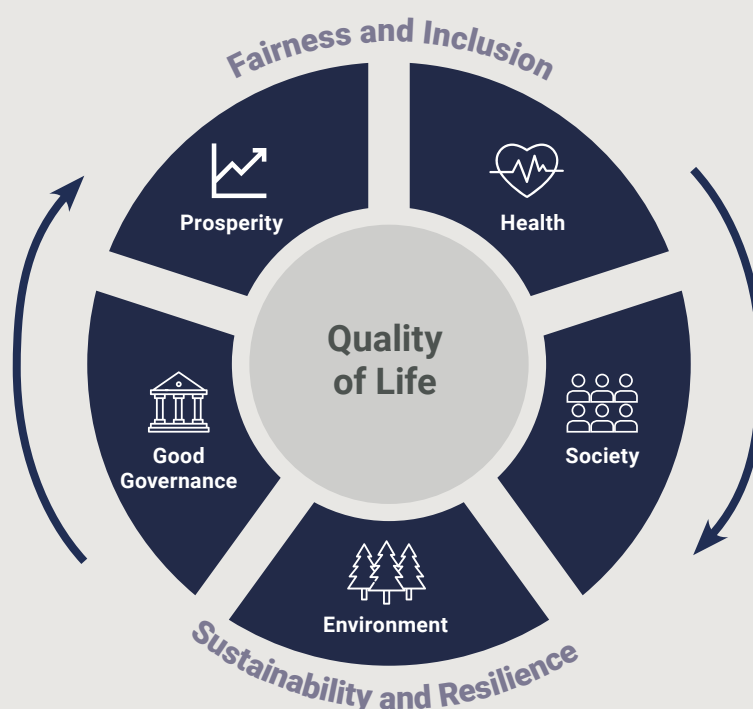 Fairness and Inclusion
Prosperity
Health
Quality
of Life
Good
Governance
Society
Environment
Sustainability and Resilience